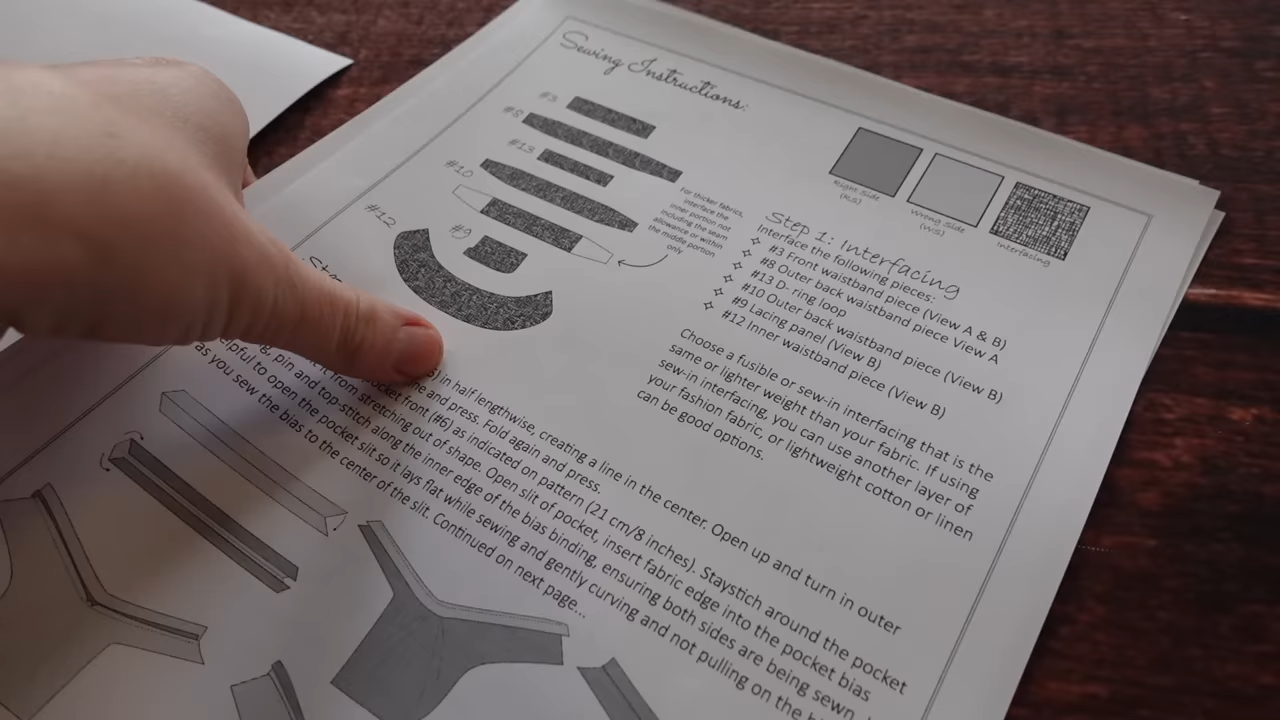 Sewing Instructions:
#3
#8
#13
#10
#9
#12
For thicker fabrics,
interface the
inner portion not
including the seam
allowance or within
the middle portion
only
Right Side
(RS)
Wrong Side
(WS)
Interfacing
Step 1: Interfacing
Interface the following pieces:
#3 Front waistband piece (View A & B)
#8 Outer back waistband piece View A
#13 D- ring loop
#10 Outer back waistband piece (View B)
#9 Lacing panel (View B)
#12 Inner waistband piece (View B)
Choose a fusible or sew-in interfacing that is the
same or lighter weight than your fabric. If using
sew-in interfacing, you can use another layer of
your fashion fabric, or lightweight cotton or linen
can be good options.
Step
in half lengthwise, creating a line in the center. Open up and turn in outer
and press. Fold again and press.
pocket front (#6) as indicated on pattern (21 cm/8 inches). Staystich around the pocket
it from stretching out of shape. Open slit of pocket, insert fabric edge into the pocket bias
pin and top-stitch along the inner edge of the bias binding, ensuring both sides are being sewn.
to open the pocket slit so it lays flat while sewing and gently curving and not pulling on the
as you sew the bias to the center of the slit. Continued on next page...